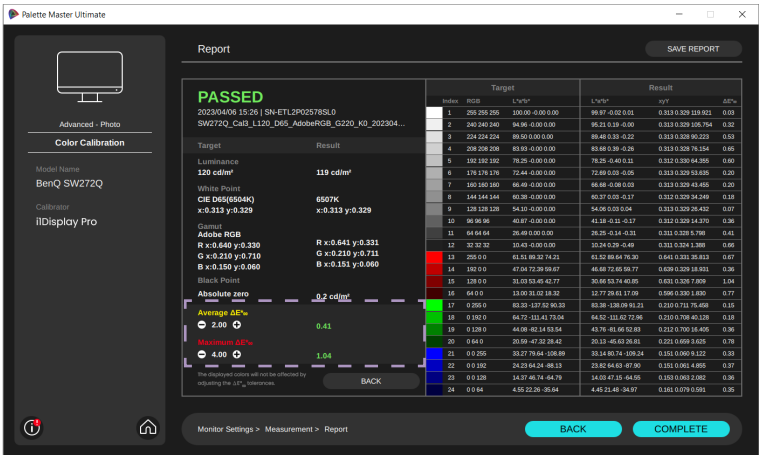 Palette Master Ultimate
Report
SAVE REPORT
Advanced - Photo
Color Calibration
Model Name
BenQ SW272Q
Calibrator
i1Display Pro
PASSED
2023/04/06 15:26 | SN-ETL2P02578SL0
SW272Q_Cal3_L120_D65_AdobeRGB_G220_K0_202304...
Target Result
Luminance
120 cd/m² 119 cd/m²
White Point
CIE D65(6504K) 6507K
x:0.313 y:0.329 x:0.313 y:0.329
Gamut
Adobe RGB
R x:0.640 y:0.330 R x:0.641 y:0.331
G x:0.210 y:0.710 G x:0.210 y:0.711
B x:0.150 y:0.060 B x:0.151 y:0.060
Black Point
Absolute zero 0.2 cd/m²
Average ΔE*₀₀
2.00 0.41
Maximum ΔE*₀₀
4.00 1.04
The displayed colors will not be affected by
adjusting the ΔE*₀₀ tolerances.
BACK
Target Result
Index RGB L*a*b* L*a*b* xyY ΔE*₀₀
1 255 255 255 100.00 -0.00 0.00 99.97 -0.02 0.01 0.313 0.329 119.921 0.03
2 240 240 240 94.96 -0.00 0.00 95.21 0.19 -0.00 0.313 0.329 105.754 0.32
3 224 224 224 89.50 0.00 0.00 89.48 0.33 -0.22 0.313 0.328 90.223 0.53
4 208 208 208 83.93 -0.00 0.00 83.68 0.39 -0.26 0.313 0.328 76.154 0.65
5 192 192 192 78.25 -0.00 0.00 78.25 -0.40 0.11 0.312 0.330 64.355 0.60
6 176 176 176 72.44 -0.00 0.00 72.69 0.03 -0.05 0.313 0.329 53.635 0.20
7 160 160 160 66.49 -0.00 0.00 66.68 -0.08 0.03 0.313 0.329 43.455 0.20
8 144 144 144 60.38 -0.00 0.00 60.37 0.03 -0.17 0.312 0.329 34.249 0.18
9 128 128 128 54.10 -0.00 0.00 54.06 0.03 0.04 0.313 0.329 26.432 0.07
10 96 96 96 40.87 -0.00 0.00 41.18 -0.11 -0.17 0.312 0.329 14.370 0.36
11 64 64 64 26.49 0.00 0.00 26.25 -0.14 -0.31 0.311 0.328 5.798 0.41
12 32 32 32 10.43 -0.00 0.00 10.24 0.29 -0.49 0.311 0.324 1.388 0.66
13 255 0 0 61.51 89.32 74.21 61.52 89.64 76.30 0.641 0.331 35.813 0.67
14 192 0 0 47.04 72.39 59.67 46.68 72.65 59.77 0.639 0.329 18.931 0.36
15 128 0 0 31.03 53.45 42.77 30.66 53.74 40.85 0.631 0.328 7.809 1.04
16 64 0 0 13.00 31.02 18.32 12.77 29.61 17.09 0.596 0.330 1.830 0.77
17 0 255 0 83.32 -137.52 90.33 83.38 -138.09 91.21 0.210 0.711 75.458 0.15
18 0 192 0 64.72 -111.41 73.04 64.52 -111.62 72.96 0.210 0.708 40.128 0.18
19 0 128 0 44.08 -82.14 53.54 43.76 -81.66 52.83 0.212 0.700 16.405 0.36
20 0 64 0 20.59 -47.32 28.42 20.13 -45.63 26.81 0.221 0.659 3.625 0.78
21 0 0 255 33.27 79.64 -108.89 33.14 80.74 -109.24 0.151 0.060 9.122 0.33
22 0 0 192 24.23 64.24 -88.13 23.82 64.63 -87.90 0.151 0.061 4.855 0.37
23 0 0 128 14.37 46.74 -64.79 14.03 47.15 -64.55 0.153 0.063 2.082 0.36
24 0 0 64 4.55 22.26 -35.64 4.45 21.48 -34.97 0.161 0.079 0.591 0.35
Monitor Settings > Measurement > Report
BACK
COMPLETE